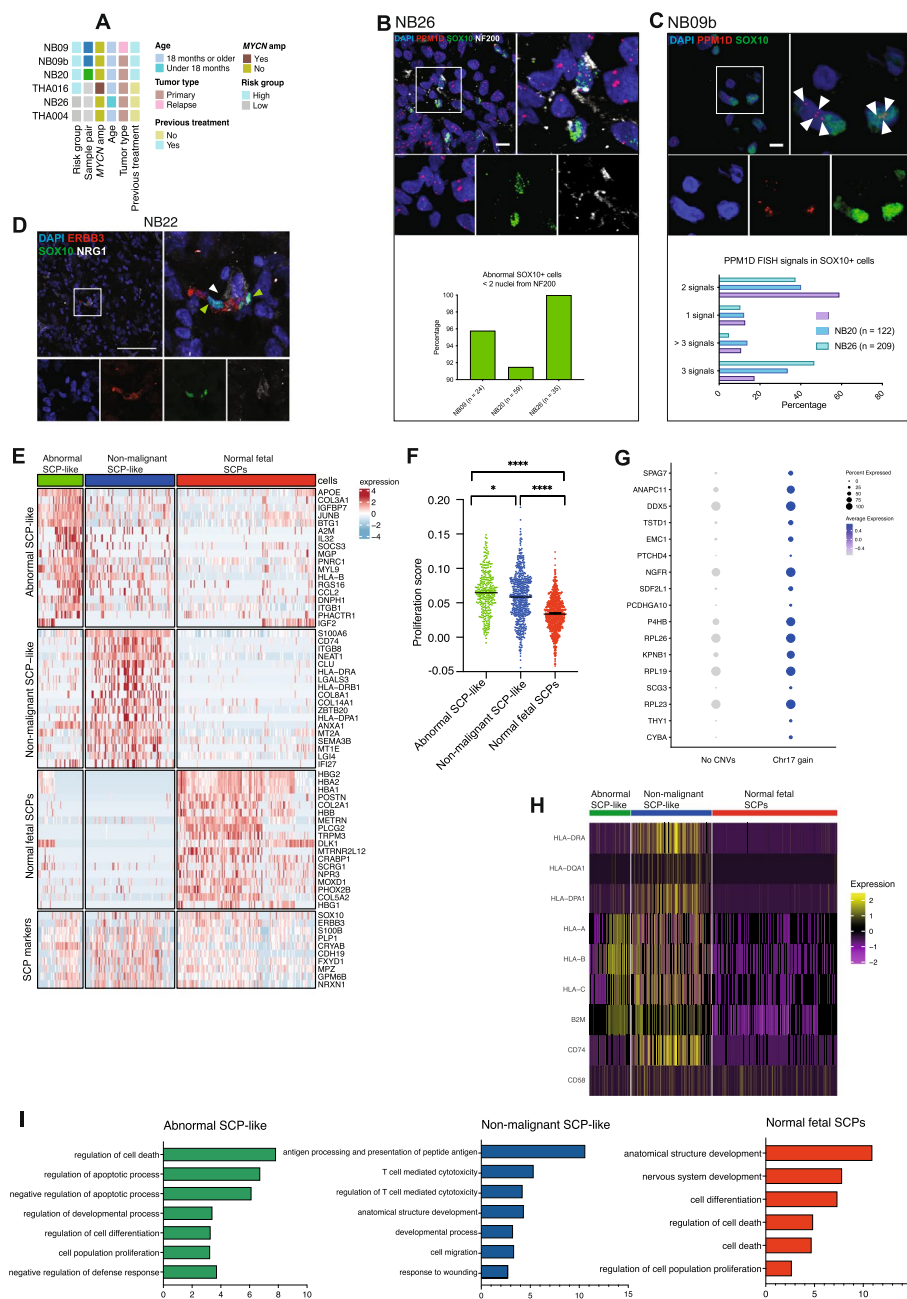 A
NB09
NB09b
NB20
THA016
NB26
THA004
Risk group
Sample pair
MYCN amp
Age
Tumor type
Previous treatment
Age
18 months or older
Under 18 months
Tumor type
Primary
Relapse
Previous treatment
No
Yes
MYCN amp
Yes
No
Risk group
High
Low
B NB26
DAPI PPM1D SOX10 NF200
Abnormal SOX10+ cells
< 2 nuclei from NF200
Percentage
100
98
96
94
92
90
NB09 (n = 24)
NB20 (n = 59)
NB26 (n = 35)
C NB09b
DAPI PPM1D SOX10
PPM1D FISH signals in SOX10+ cells
2 signals
1 signal
> 3 signals
3 signals
NB20 (n = 122)
NB26 (n = 209)
0 20 40 60 80
Percentage
D NB22
DAPI ERBB3
SOX10 NRG1
E
Abnormal
SCP-like
Non-malignant
SCP-like
Normal fetal
SCPs
cells
expression
4
2
0
−2
−4
Abnormal SCP-like
APOE
COL3A1
IGFBP7
JUNB
BTG1
A2M
IL32
SOCS3
MGP
PNRC1
MYL9
HLA-B
RGS16
CCL2
DNPH1
ITGB1
PHACTR1
IGF2
Non-malignant SCP−like
S100A6
CD74
ITGB8
NEAT1
CLU
HLA-DRA
LGALS3
HLA-DRB1
COL8A1
COL14A1
ZBTB20
HLA-DPA1
ANXA1
MT2A
SEMA3B
MT1E
LGI4
IFI27
Normal fetal SCPs
HBG2
HBA2
HBA1
POSTN
COL2A1
HBB
METRN
PLCG2
TRPM3
DLK1
MTRNR2L12
CRABP1
SCRG1
NPR3
MOXD1
PHOX2B
COL5A2
HBG1
SCP markers
SOX10
ERBB3
S100B
PLP1
CRYAB
CDH19
FXYD1
MPZ
GPM6B
NRXN1
F
****
* ****
Proliferation score
0.20
0.15
0.10
0.05
0.00
-0.05
Abnormal SCP-like
Non-malignant SCP-like
Normal fetal SCPs
G
SPAG7
ANAPC11
DDX5
TSTD1
EMC1
PTCHD4
NGFR
SDF2L1
PCDHGA10
P4HB
RPL26
KPNB1
RPL19
SCG3
RPL23
THY1
CYBA
No CNVs
Chr17 gain
Percent Expressed
0
25
50
75
100
Average Expression
0.4
0.0
−0.4
H
Abnormal
SCP-like
Non-malignant
SCP-like
Normal fetal
SCPs
HLA−DRA
HLA−DQA1
HLA−DPA1
HLA−A
HLA−B
HLA−C
B2M
CD74
CD58
Expression
2
1
0
−1
−2
I
Abnormal SCP-like
regulation of cell death
regulation of apoptotic process
negative regulation of apoptotic process
regulation of developmental process
regulation of cell differentiation
cell population proliferation
negative regulation of defense response
0 2 4 6 8 10
Non-malignant SCP-like
antigen processing and presentation of peptide antigen
T cell mediated cytotoxicity
regulation of T cell mediated cytotoxicity
anatomical structure development
developmental process
cell migration
response to wounding
0 5 10 15
Normal fetal SCPs
anatomical structure development
nervous system development
cell differentiation
regulation of cell death
cell death
regulation of cell population proliferation
0 5 10